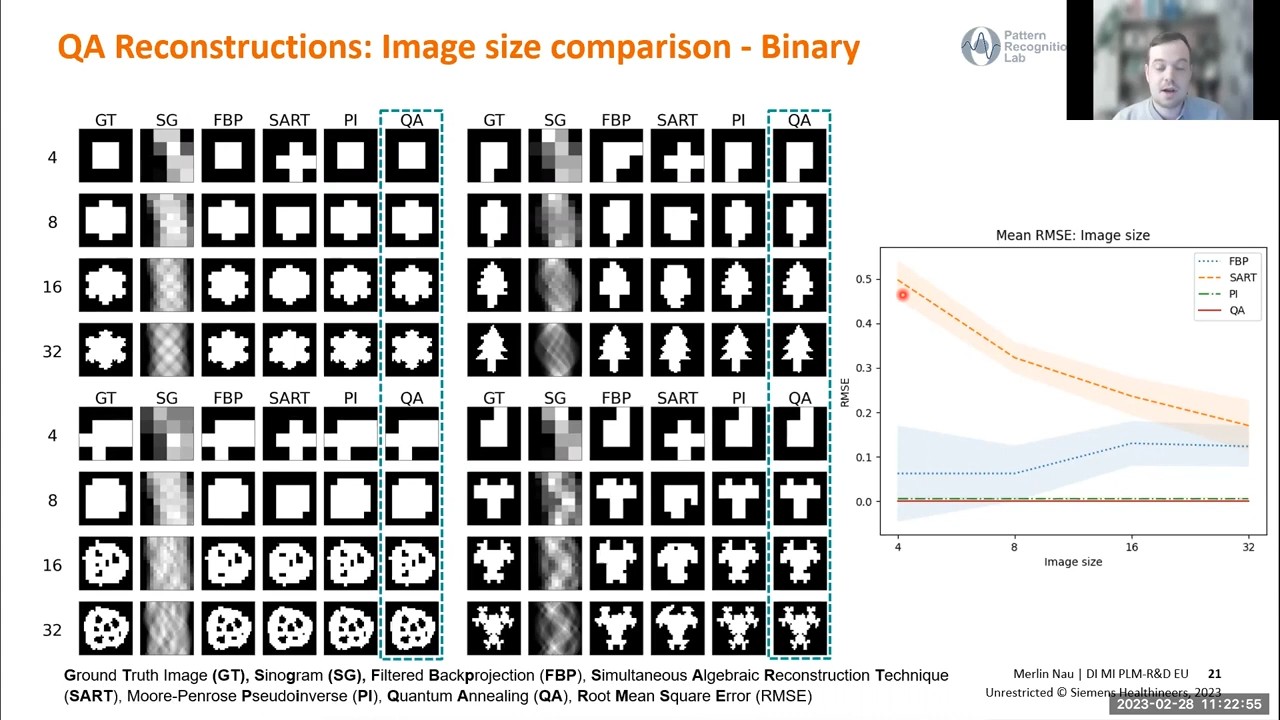 QA Reconstructions: Image size comparison - Binary
Pattern
Recognitio
Lab
GT SG FBP SART PI QA
4
8
16
32
GT SG FBP SART PI QA
GT SG FBP SART PI QA
4
8
16
32
GT SG FBP SART PI QA
Mean RMSE: Image size
FBP
SART
PI
QA
RMSE
0.5
0.4
0.3
0.2
0.1
0.0
4 8 16 32
Image size
Ground Truth Image (GT), Sinogram (SG), Filtered Backprojection (FBP), Simultaneous Algebraic Reconstruction Technique
(SART), Moore-Penrose Pseudoinverse (PI), Quantum Annealing (QA), Root Mean Square Error (RMSE)
Merlin Nau | DI MI PLM-R&D EU 21
Unrestricted © Siemens Healthineers, 2023
2023-02-28 11:22:55